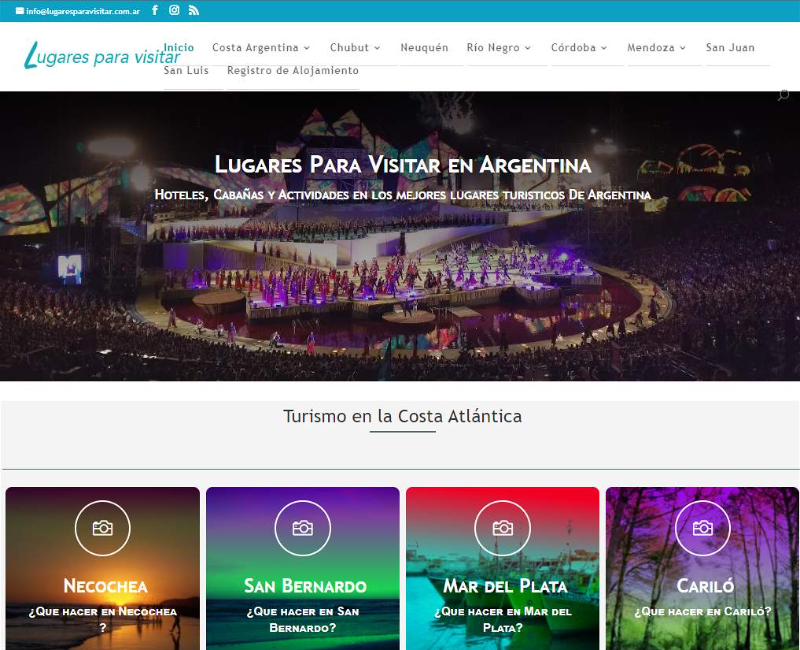 info@lugaresparavisitar.com.ar
Lugares para visitar
Inicio Costa Argentina Chubut Neuquén Río Negro Córdoba Mendoza San Juan
San Luis Registro de Alojamiento
Lugares Para Visitar en Argentina
Hoteles, Cabañas y Actividades en los mejores lugares turisticos De Argentina
Turismo en la Costa Atlántica
Necochea
¿Que hacer en Necochea
?
San Bernardo
¿Que hacer en San
Bernardo?
Mar del Plata
¿Que hacer en Mar del
Plata?
Cariló
¿Que hacer en Cariló?